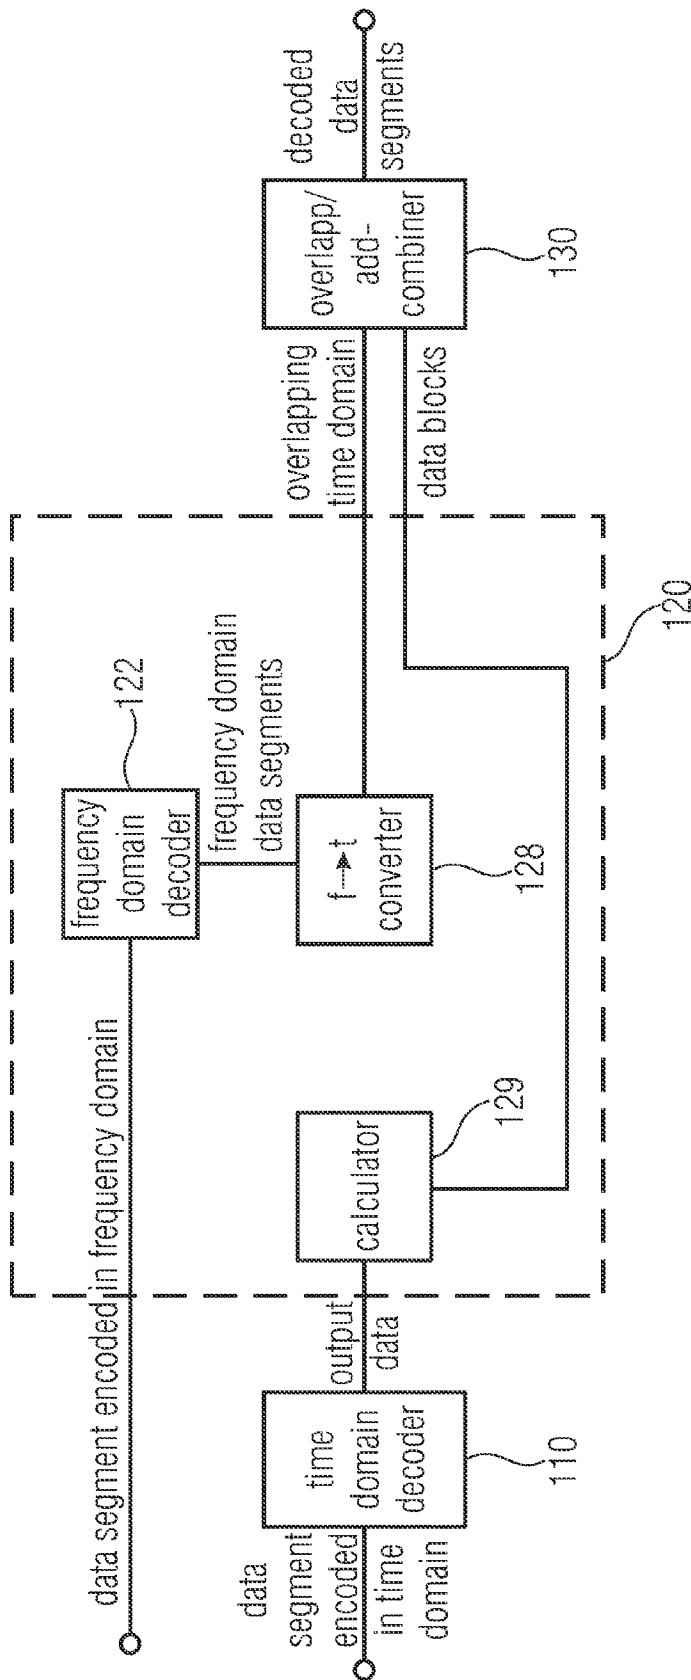 data segment encoded in frequency domain
frequency
domain
decoder
122
frequency domain
data segments
data
segment
encoded
in time
domain
time
domain
decoder
110
output
data
calculator
129
f→t
converter
128
overlapping
time domain
data blocks
120
overlapp/
add-
combiner
130
decoded
data
segments